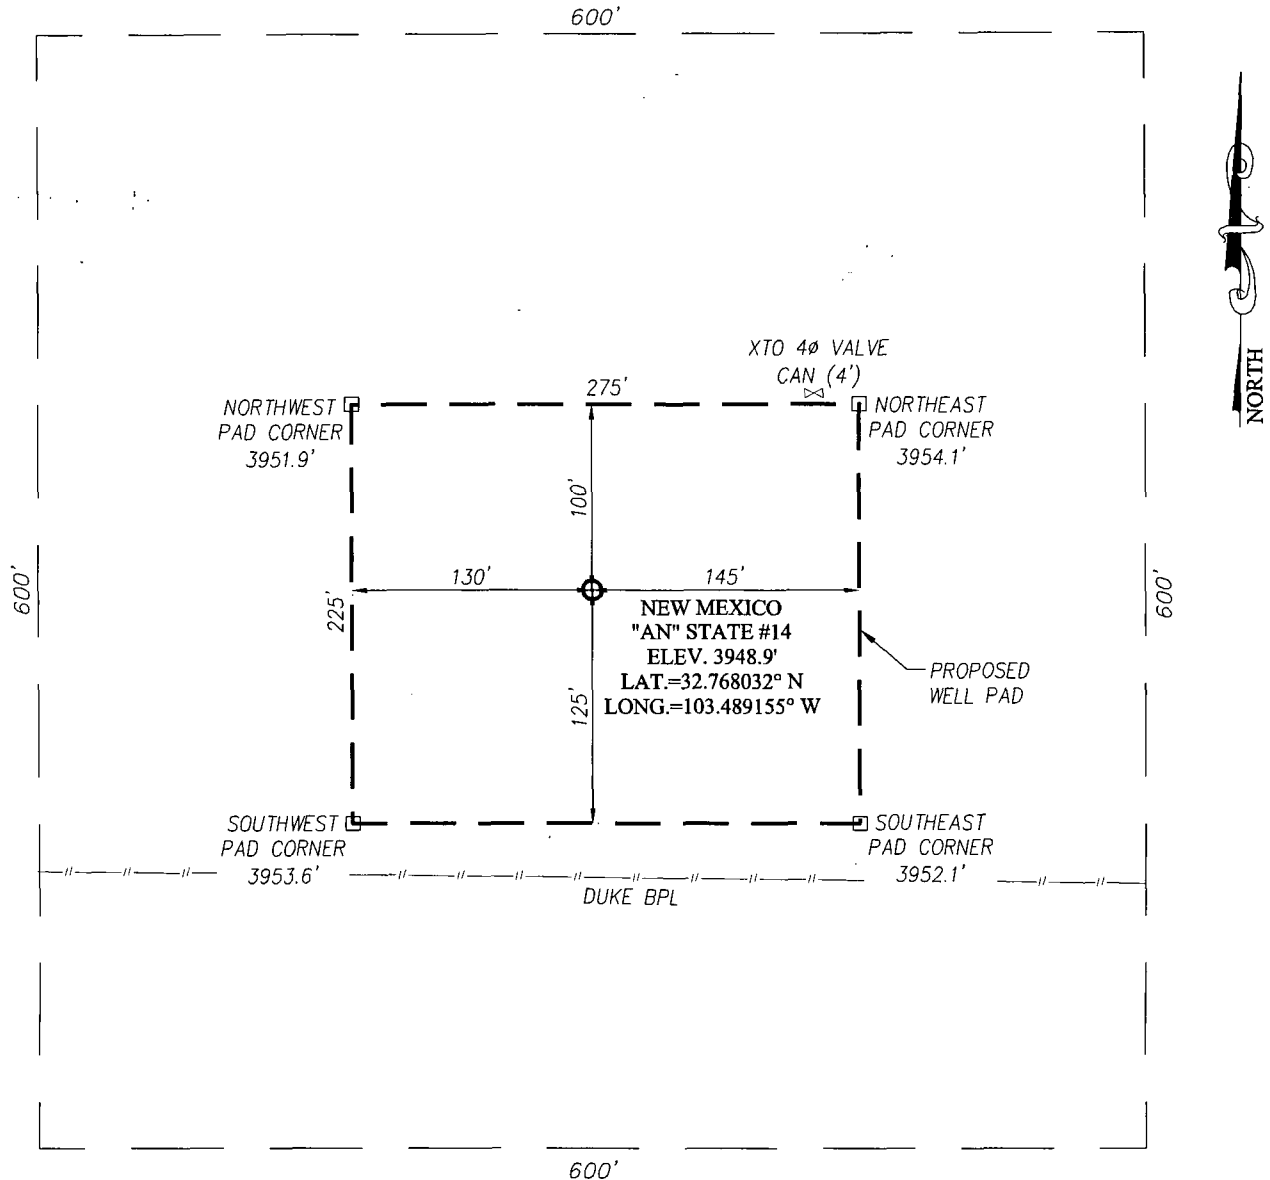 600'
XTO 4ø VALVE
CAN (4')
275'
NORTHWEST
PAD CORNER
3951.9'
NORTHEAST
PAD CORNER
3954.1'
NORTH
100'
600'
225'
130'
145'
600'
NEW MEXICO
"AN" STATE #14
ELEV. 3948.9'
LAT.=32.768032° N
LONG.=103.489155° W
125'
PROPOSED
WELL PAD
SOUTHWEST
PAD CORNER
3953.6'
SOUTHEAST
PAD CORNER
3952.1'
DUKE BPL
600'